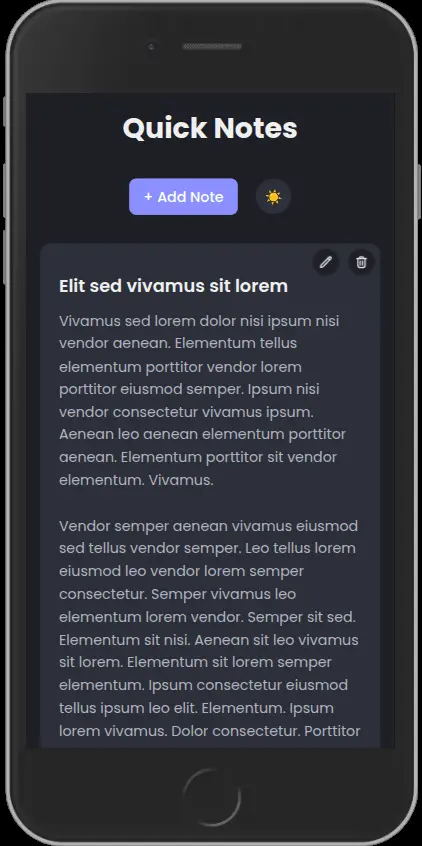 Quick Notes
+ Add Note
Elit sed vivamus sit lorem
Vivamus sed lorem dolor nisi ipsum nisi
vendor aenean. Elementum tellus
elementum porttitor vendor lorem
porttitor eiusmod semper. Ipsum nisi
vendor consectetur vivamus ipsum.
Aenean leo aenean elementum porttitor
aenean. Elementum porttitor sit vendor
elementum. Vivamus.
Vendor semper aenean vivamus eiusmod
sed tellus vendor semper. Leo tellus lorem
eiusmod leo vendor lorem semper
consectetur. Semper vivamus leo
elementum lorem vendor. Semper sit sed.
Elementum sit nisi. Aenean sit leo vivamus
sit lorem. Elementum sit lorem semper
elementum. Ipsum consectetur eiusmod
tellus ipsum leo elit. Elementum. Ipsum
lorem vivamus. Dolor consectetur. Porttitor